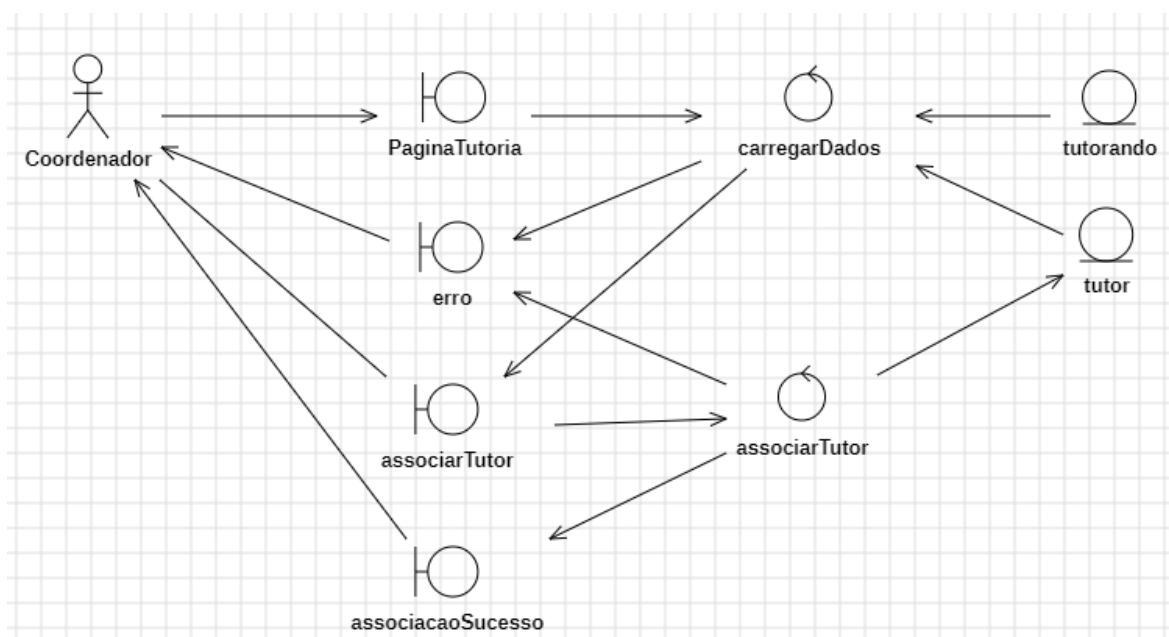 Coordenador
PaginaTutoria
carregarDados
tutorando
erro
tutor
associarTutor
associarTutor
associacaoSucesso